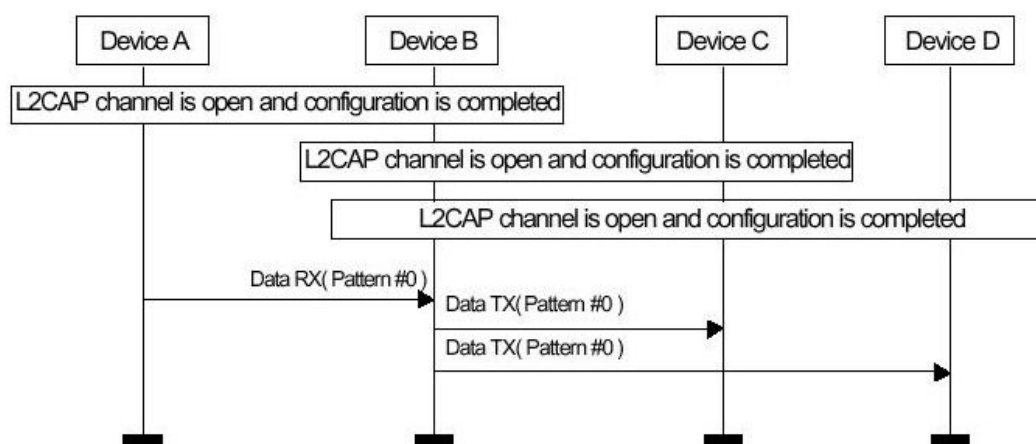 Device A
Device B
Device C
Device D
L2CAP channel is open and configuration is completed
L2CAP channel is open and configuration is completed
L2CAP channel is open and configuration is completed
Data RX( Pattern #0 )
Data TX( Pattern #0 )
Data TX( Pattern #0 )